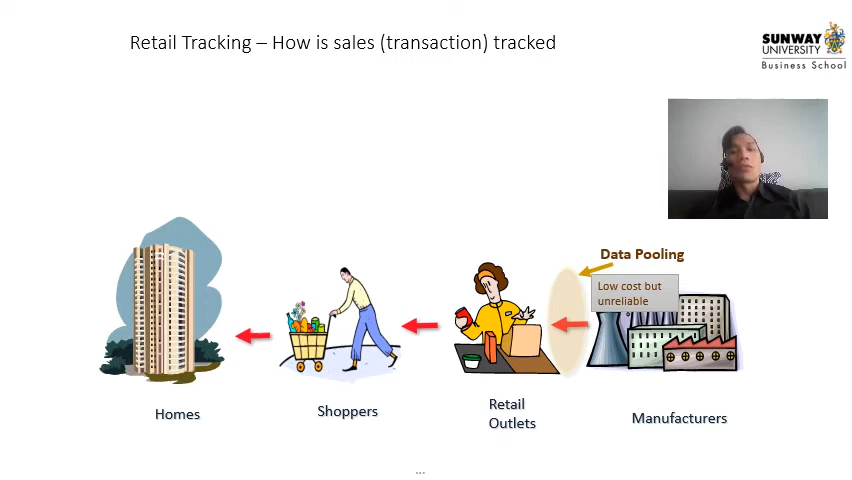 Retail Tracking – How is sales (transaction) tracked
SUNWAY
UNIVERSITY
Business School
Data Pooling
Low cost but
unreliable
Homes
Shoppers
Retail
Outlets
Manufacturers
...